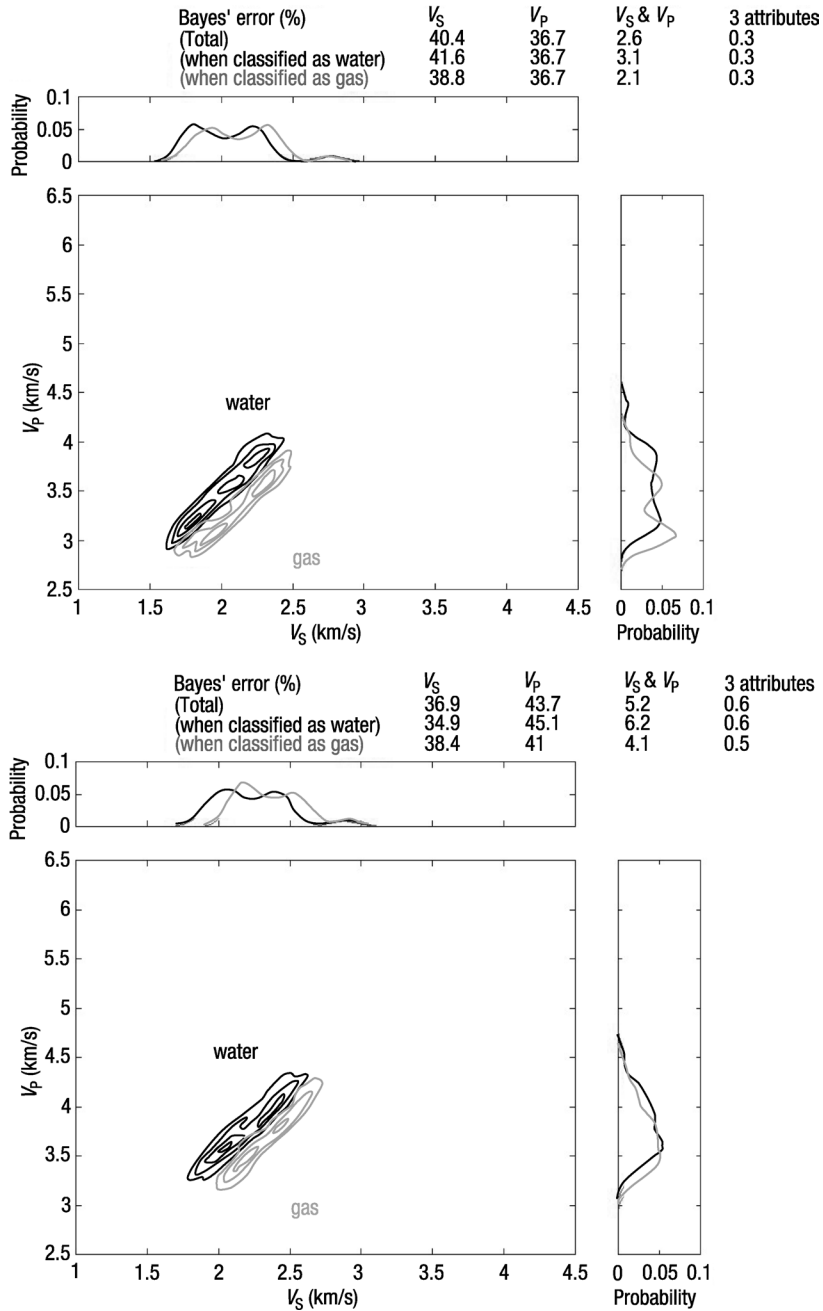 Bayes' error (%) VS VP VS & VP 3 attributes
(Total) 40.4 36.7 2.6 0.3
(when classified as water) 41.6 36.7 3.1 0.3
(when classified as gas) 38.8 36.7 2.1 0.3
0.1
0.05
0
Probability
6.5
6
5.5
5
4.5
4
3.5
3
2.5
VP (km/s)
water
gas
1 1.5 2 2.5 3 3.5 4 4.5
VS (km/s)
0 0.05 0.1
Probability
Bayes' error (%) VS VP VS & VP 3 attributes
(Total) 36.9 43.7 5.2 0.6
(when classified as water) 34.9 45.1 6.2 0.6
(when classified as gas) 38.4 41 4.1 0.5
0.1
0.05
0
Probability
6.5
6
5.5
5
4.5
4
3.5
3
2.5
VP (km/s)
water
gas
1 1.5 2 2.5 3 3.5 4 4.5
VS (km/s)
0 0.05 0.1
Probability